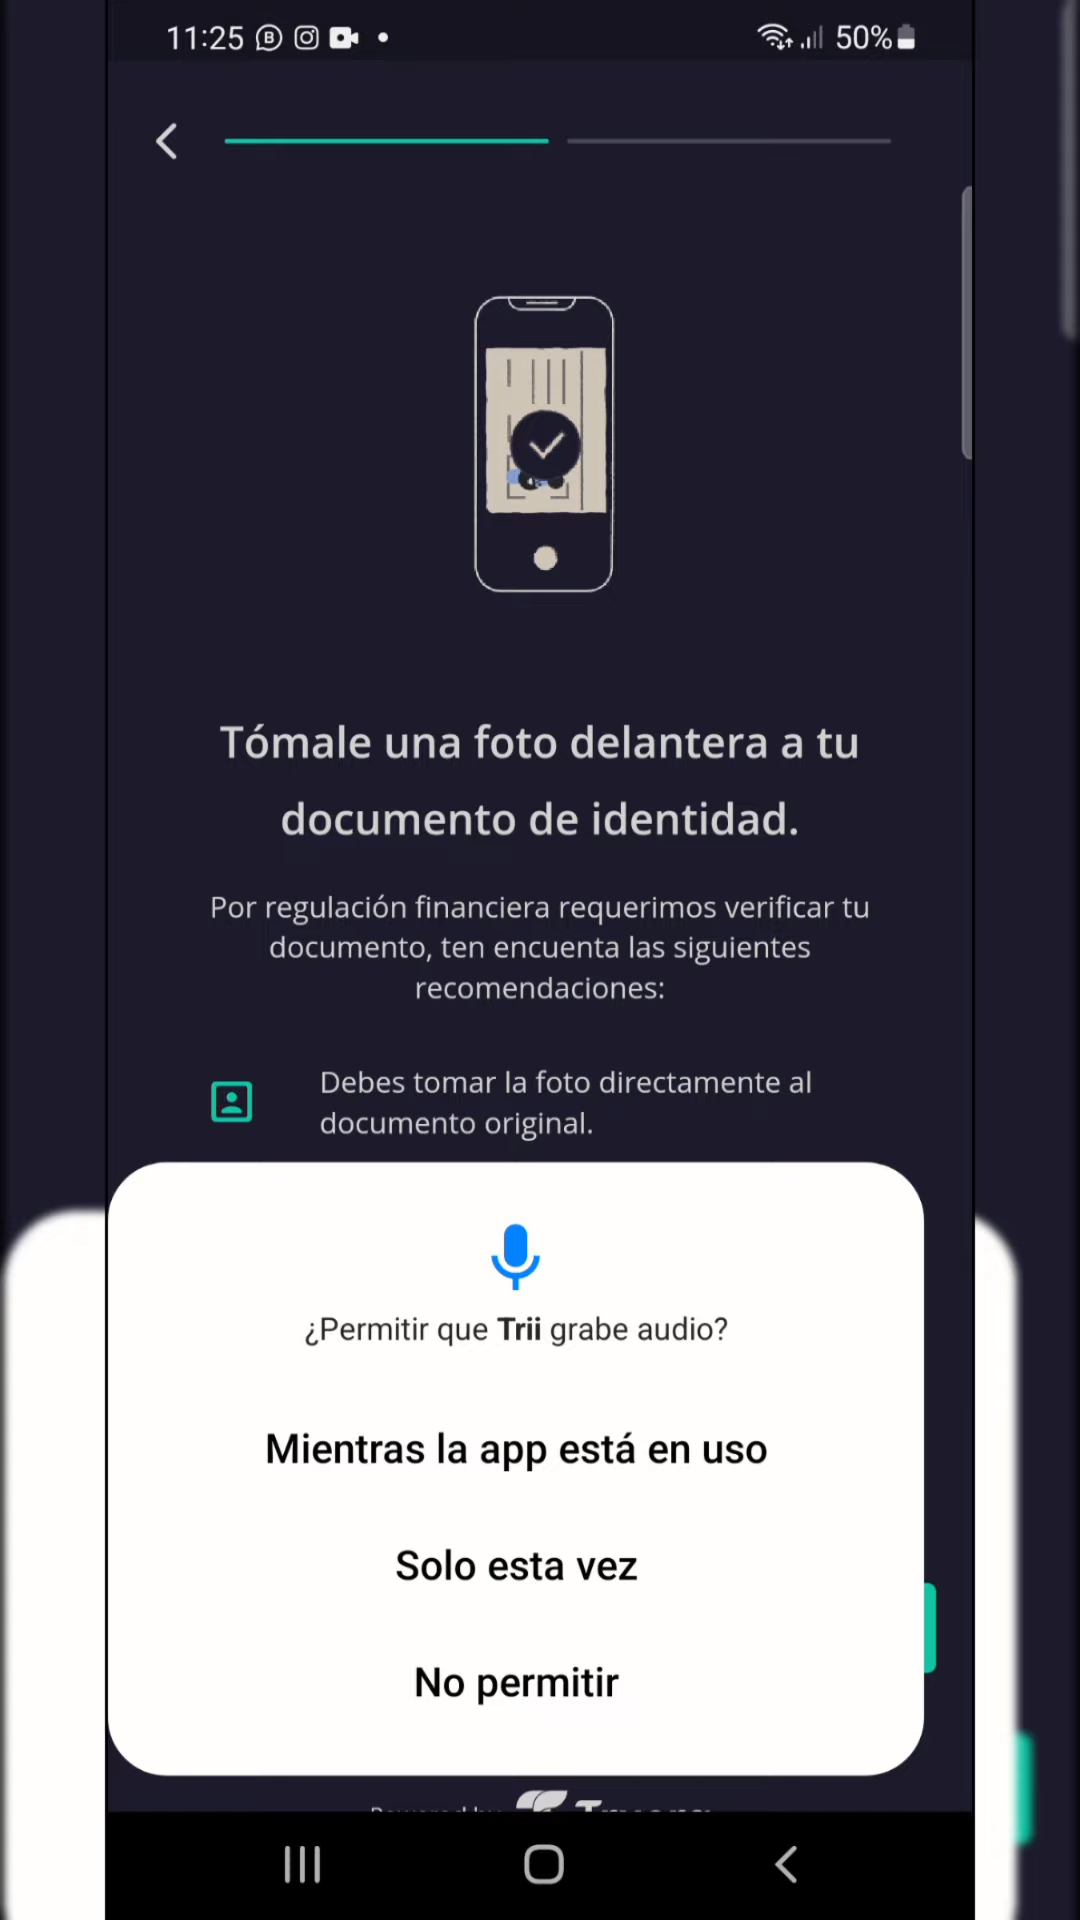 11:25
50%
Tómale una foto delantera a tu
documento de identidad.
Por regulación financiera requerimos verificar tu
documento, ten encuenta las siguientes
recomendaciones:
Debes tomar la foto directamente al
documento original.
¿Permitir que Trii grabe audio?
Mientras la app está en uso
Solo esta vez
No permitir